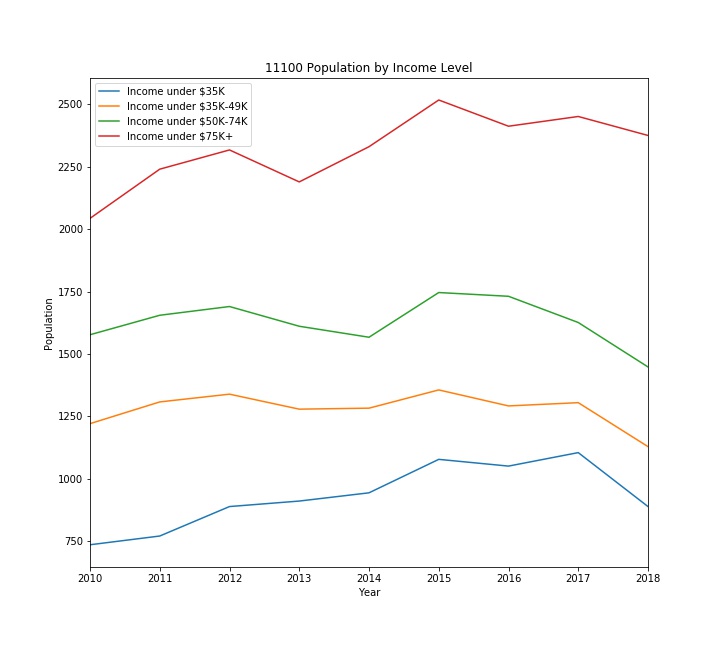 11100 Population by Income Level
Income under $35K
Income under $35K-49K
Income under $50K-74K
Income under $75K+
2500
2250
2000
1750
1500
1250
1000
750
Population
2010 2011 2012 2013 2014 2015 2016 2017 2018
Year